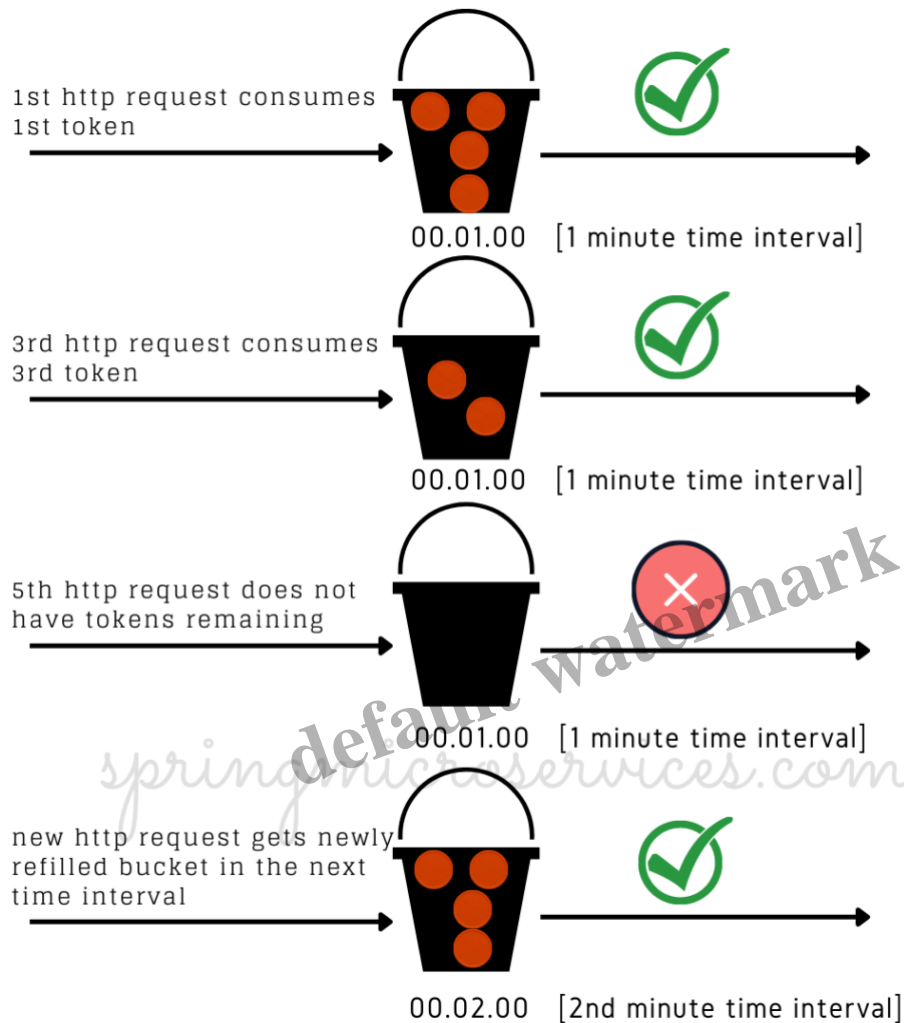 1st http request consumes
1st token
00.01.00 [1 minute time interval]
3rd http request consumes
3rd token
00.01.00 [1 minute time interval]
5th http request does not
have tokens remaining
default watermark
00.01.00 [1 minute time interval]
springmicroservices.com
new http request gets newly
refilled bucket in the next
time interval
00.02.00 [2nd minute time interval]